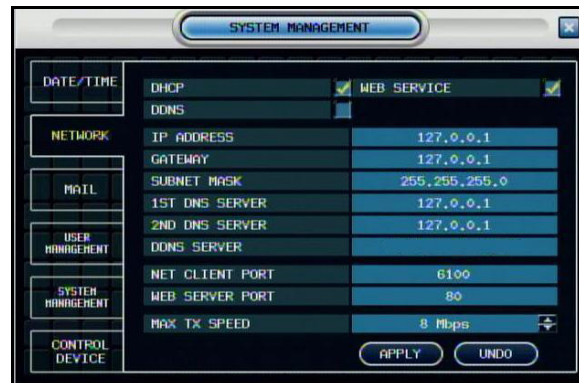 SYSTEM MANAGEMENT
DATE/TIME
NETWORK
MAIL
USER
MANAGEMENT
SYSTEM
MANAGEMENT
CONTROL
DEVICE
DHCP WEB SERVICE
DDNS
IP ADDRESS 127.0.0.1
GATEWAY 127.0.0.1
SUBNET MASK 255.255.255.0
1ST DNS SERVER 127.0.0.1
2ND DNS SERVER 127.0.0.1
DDNS SERVER
NET CLIENT PORT 6100
WEB SERVER PORT 80
MAX TX SPEED 8 Mbps
APPLY UNDO